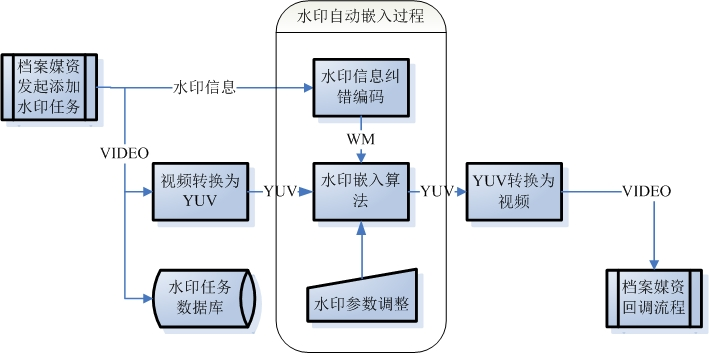 水印自动嵌入过程
档案媒资
发起添加
水印任务
水印信息
水印信息纠
错编码
WM
VIDEO
视频转换为
YUV
YUV
水印嵌入算
法
YUV
YUV转换为
视频
VIDEO
水印任务
数据库
水印参数调整
档案媒资
回调流程